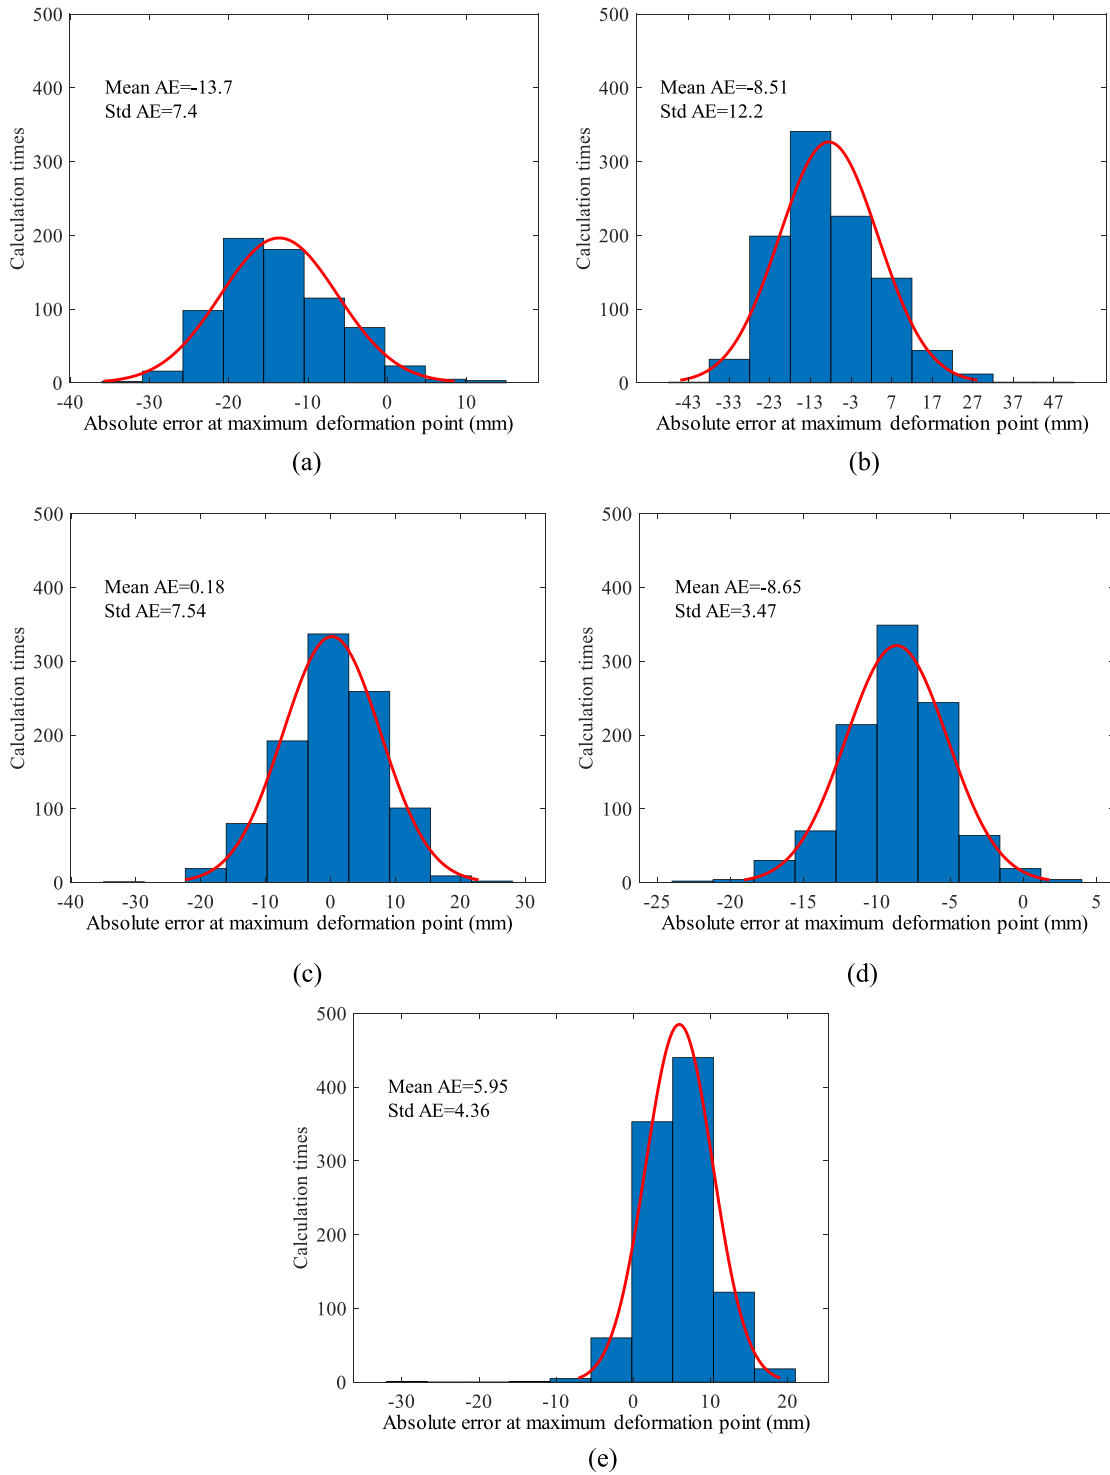 500
400
300
200
100
0
Calculation times
Mean AE=-13.7
Std AE=7.4
-40 -30 -20 -10 0 10
Absolute error at maximum deformation point (mm)
(a)
500
400
300
200
100
0
Calculation times
Mean AE=-8.51
Std AE=12.2
-43 -33 -23 -13 -3 7 17 27 37 47
Absolute error at maximum deformation point (mm)
(b)
500
400
300
200
100
0
Calculation times
Mean AE=0.18
Std AE=7.54
-40 -30 -20 -10 0 10 20 30
Absolute error at maximum deformation point (mm)
(c)
500
400
300
200
100
0
Calculation times
Mean AE=-8.65
Std AE=3.47
-25 -20 -15 -10 -5 0 5
Absolute error at maximum deformation point (mm)
(d)
500
400
300
200
100
0
Calculation times
Mean AE=5.95
Std AE=4.36
-30 -20 -10 0 10 20
Absolute error at maximum deformation point (mm)
(e)